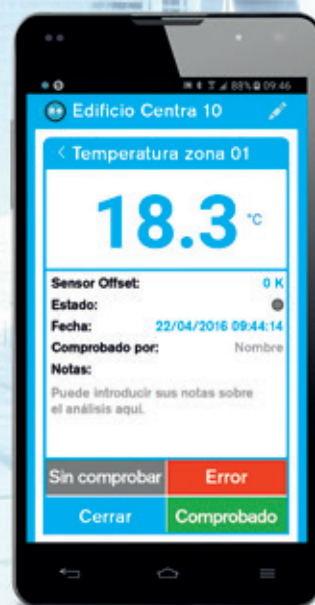 88% 09:46
Edificio Centra 10
< Temperatura zona 01
18.3 °C
Sensor Offset: 0 K
Estado:
Fecha: 22/04/2016 09:44:14
Comprobado por: Nombre
Notas:
Puede introducir sus notas sobre
el análisis aquí.
Sin comprobar Error
Cerrar Comprobado